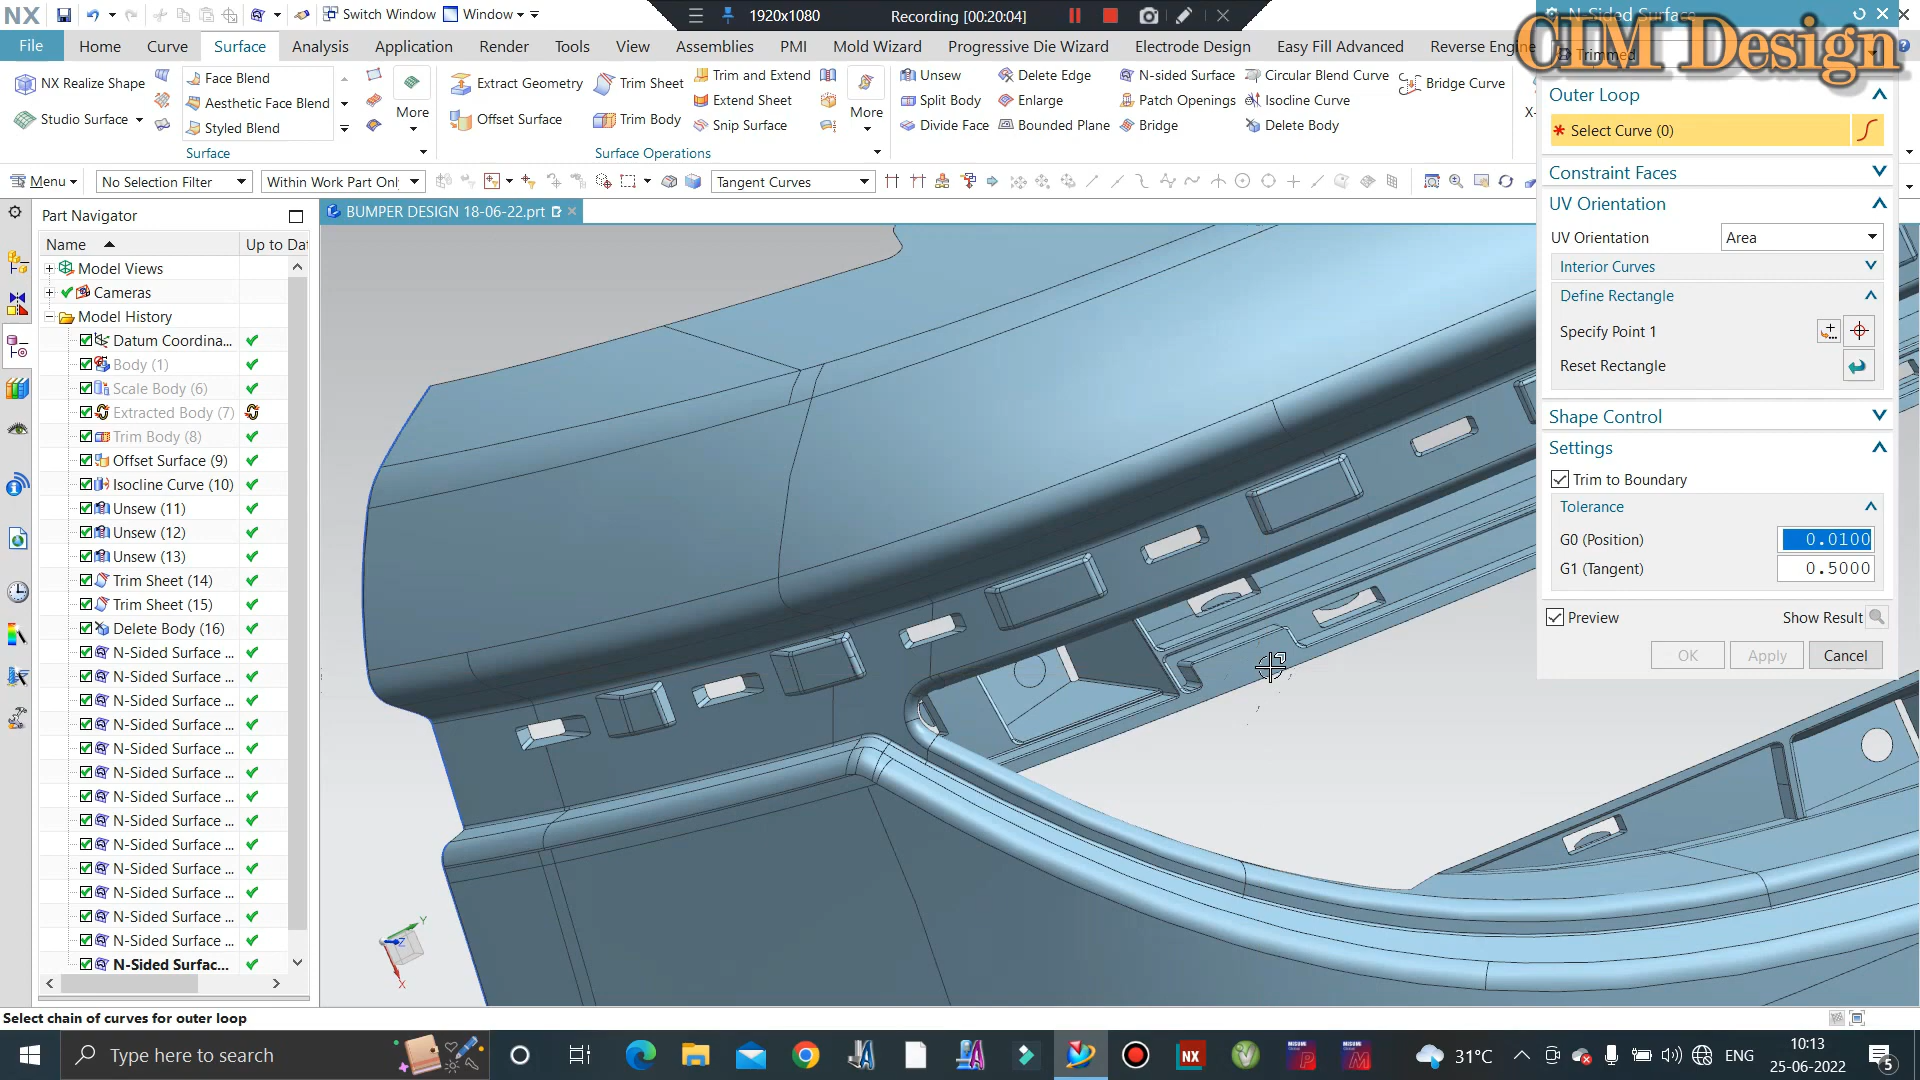 NX
Switch Window
Window
1920x1080
Recording [00:20:04]
N-Sided Surface
CIM Design
File
Home
Curve
Surface
Analysis
Application
Render
Tools
View
Assemblies
PMI
Mold Wizard
Progressive Die Wizard
Electrode Design
Easy Fill Advanced
Reverse Engin
Trimmed
NX Realize Shape
Studio Surface
Face Blend
Aesthetic Face Blend
Styled Blend
More
Surface
Extract Geometry
Offset Surface
Trim Sheet
Trim Body
Trim and Extend
Extend Sheet
Snip Surface
More
Surface Operations
Unsew
Split Body
Divide Face
Delete Edge
Enlarge
Bounded Plane
N-sided Surface
Patch Openings
Bridge
Circular Blend Curve
Isocline Curve
Delete Body
Bridge Curve
X-
Menu
No Selection Filter
Within Work Part Onl
Tangent Curves
Part Navigator
BUMPER DESIGN 18-06-22.prt
Name
Up to Dat
Model Views
Cameras
Model History
Datum Coordina...
Body (1)
Scale Body (6)
Extracted Body (7)
Trim Body (8)
Offset Surface (9)
Isocline Curve (10)
Unsew (11)
Unsew (12)
Unsew (13)
Trim Sheet (14)
Trim Sheet (15)
Delete Body (16)
N-Sided Surface ...
N-Sided Surface ...
N-Sided Surface ...
N-Sided Surface ...
N-Sided Surface ...
N-Sided Surface ...
N-Sided Surface ...
N-Sided Surface ...
N-Sided Surface ...
N-Sided Surface ...
N-Sided Surface ...
N-Sided Surface ...
N-Sided Surface ...
N-Sided Surfac...
Outer Loop
* Select Curve (0)
Constraint Faces
UV Orientation
UV Orientation
Area
Interior Curves
Define Rectangle
Specify Point 1
Reset Rectangle
Shape Control
Settings
Trim to Boundary
Tolerance
G0 (Position)
0.0100
G1 (Tangent)
0.5000
Preview
Show Result
OK
Apply
Cancel
Y
Z
X
Select chain of curves for outer loop
Type here to search
NX
P
M
31°C
ENG
10:13
25-06-2022
5